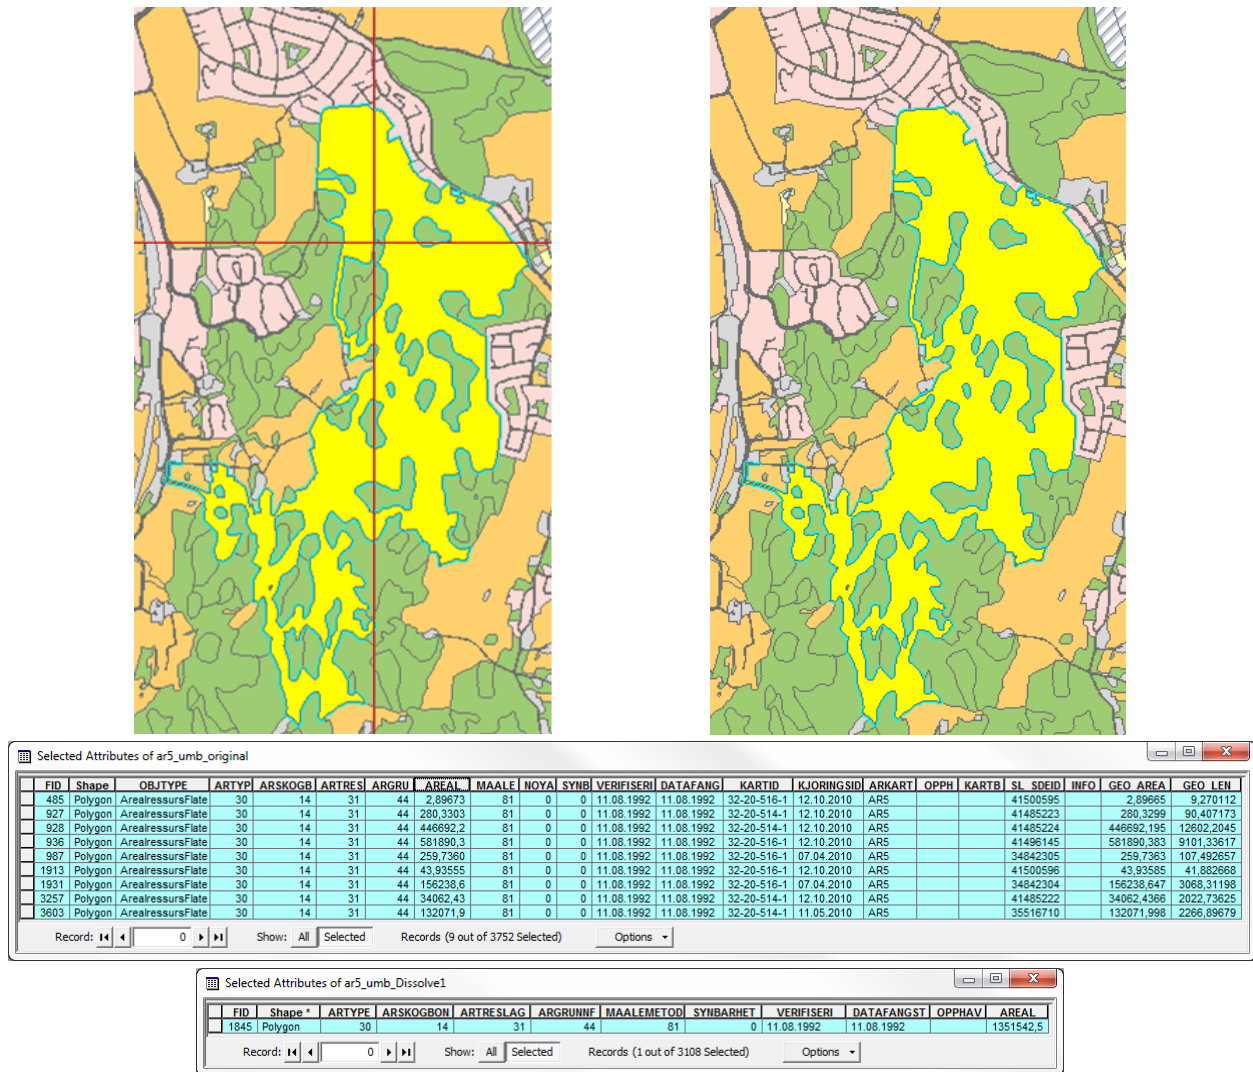 Selected Attributes of ar5_umb_original
FID Shape OBJTYPE ARTYP ARSKOGB ARTRES ARGRU AREAL MAALE NOYA SYNB VERIFISERI DATAFANG KARTID KJORINGSID ARKART OPPH KARTB SL_SDEID INFO GEO_AREA GEO_LEN
485 Polygon ArealressursFlate 30 14 31 44 2,89673 81 0 0 11.08.1992 11.08.1992 32-20-516-1 12.10.2010 AR5 41500595 2,89665 9,270112
927 Polygon ArealressursFlate 30 14 31 44 280,3303 81 0 0 11.08.1992 11.08.1992 32-20-514-1 12.10.2010 AR5 41485223 280,3299 90,407173
928 Polygon ArealressursFlate 30 14 31 44 446692,2 81 0 0 11.08.1992 11.08.1992 32-20-514-1 12.10.2010 AR5 41485224 446692,195 12602,2045
936 Polygon ArealressursFlate 30 14 31 44 581890,3 81 0 0 11.08.1992 11.08.1992 32-20-516-1 12.10.2010 AR5 41496145 581890,383 9101,33617
987 Polygon ArealressursFlate 30 14 31 44 259,7360 81 0 0 11.08.1992 11.08.1992 32-20-516-1 07.04.2010 AR5 34842305 259,7363 107,492657
1913 Polygon ArealressursFlate 30 14 31 44 43,93555 81 0 0 11.08.1992 11.08.1992 32-20-516-1 12.10.2010 AR5 41500596 43,93585 41,882668
1931 Polygon ArealressursFlate 30 14 31 44 156238,6 81 0 0 11.08.1992 11.08.1992 32-20-516-1 07.04.2010 AR5 34842304 156238,647 3068,31198
3257 Polygon ArealressursFlate 30 14 31 44 34062,43 81 0 0 11.08.1992 11.08.1992 32-20-514-1 12.10.2010 AR5 41485222 34062,4366 2022,73625
3603 Polygon ArealressursFlate 30 14 31 44 132071,9 81 0 0 11.08.1992 11.08.1992 32-20-514-1 11.05.2010 AR5 35516710 132071,998 2266,89679
Record: 0 Show: All Selected Records (9 out of 3752 Selected) Options
Selected Attributes of ar5_umb_Dissolve1
FID Shape * ARTYPE ARSKOGBON ARTRESLAG ARGRUNNF MAALEMETOD SYNBARHET VERIFISERI DATAFANGST OPPHAV AREAL
1845 Polygon 30 14 31 44 81 0 11.08.1992 11.08.1992 1351542,5
Record: 0 Show: All Selected Records (1 out of 3108 Selected) Options